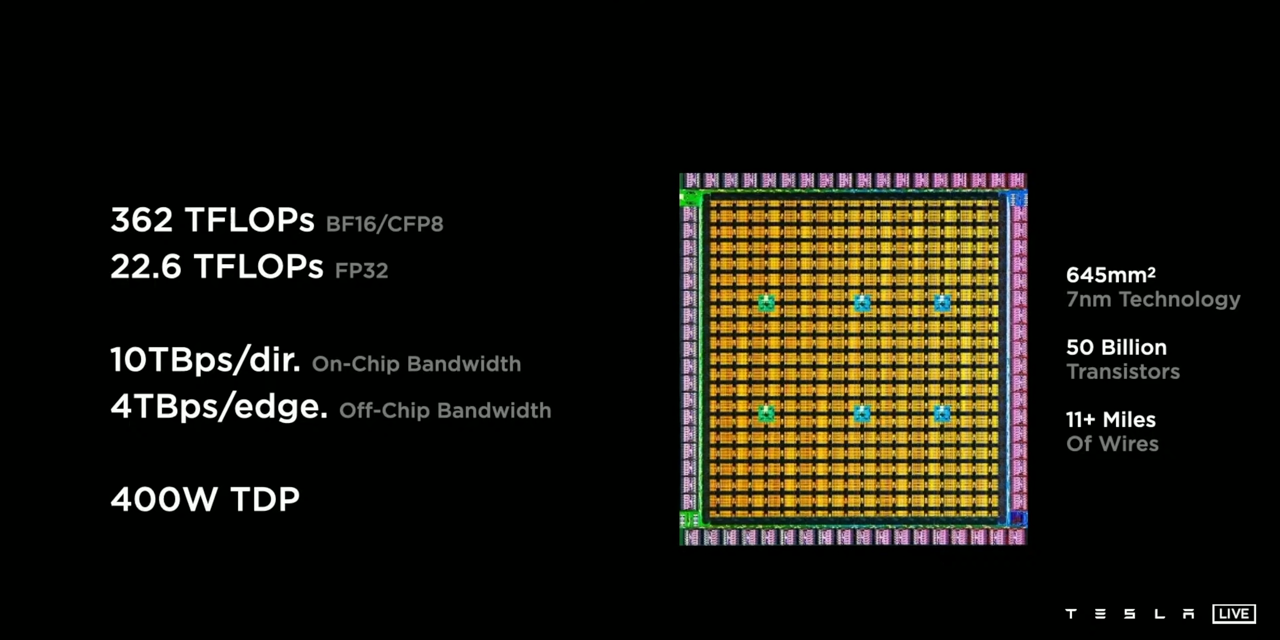 362 TFLOPs BF16/CFP8
22.6 TFLOPs FP32
10TBps/dir. On-Chip Bandwidth
4TBps/edge. Off-Chip Bandwidth
400W TDP
645mm²
7nm Technology
50 Billion
Transistors
11+ Miles
Of Wires
TESLA LIVE